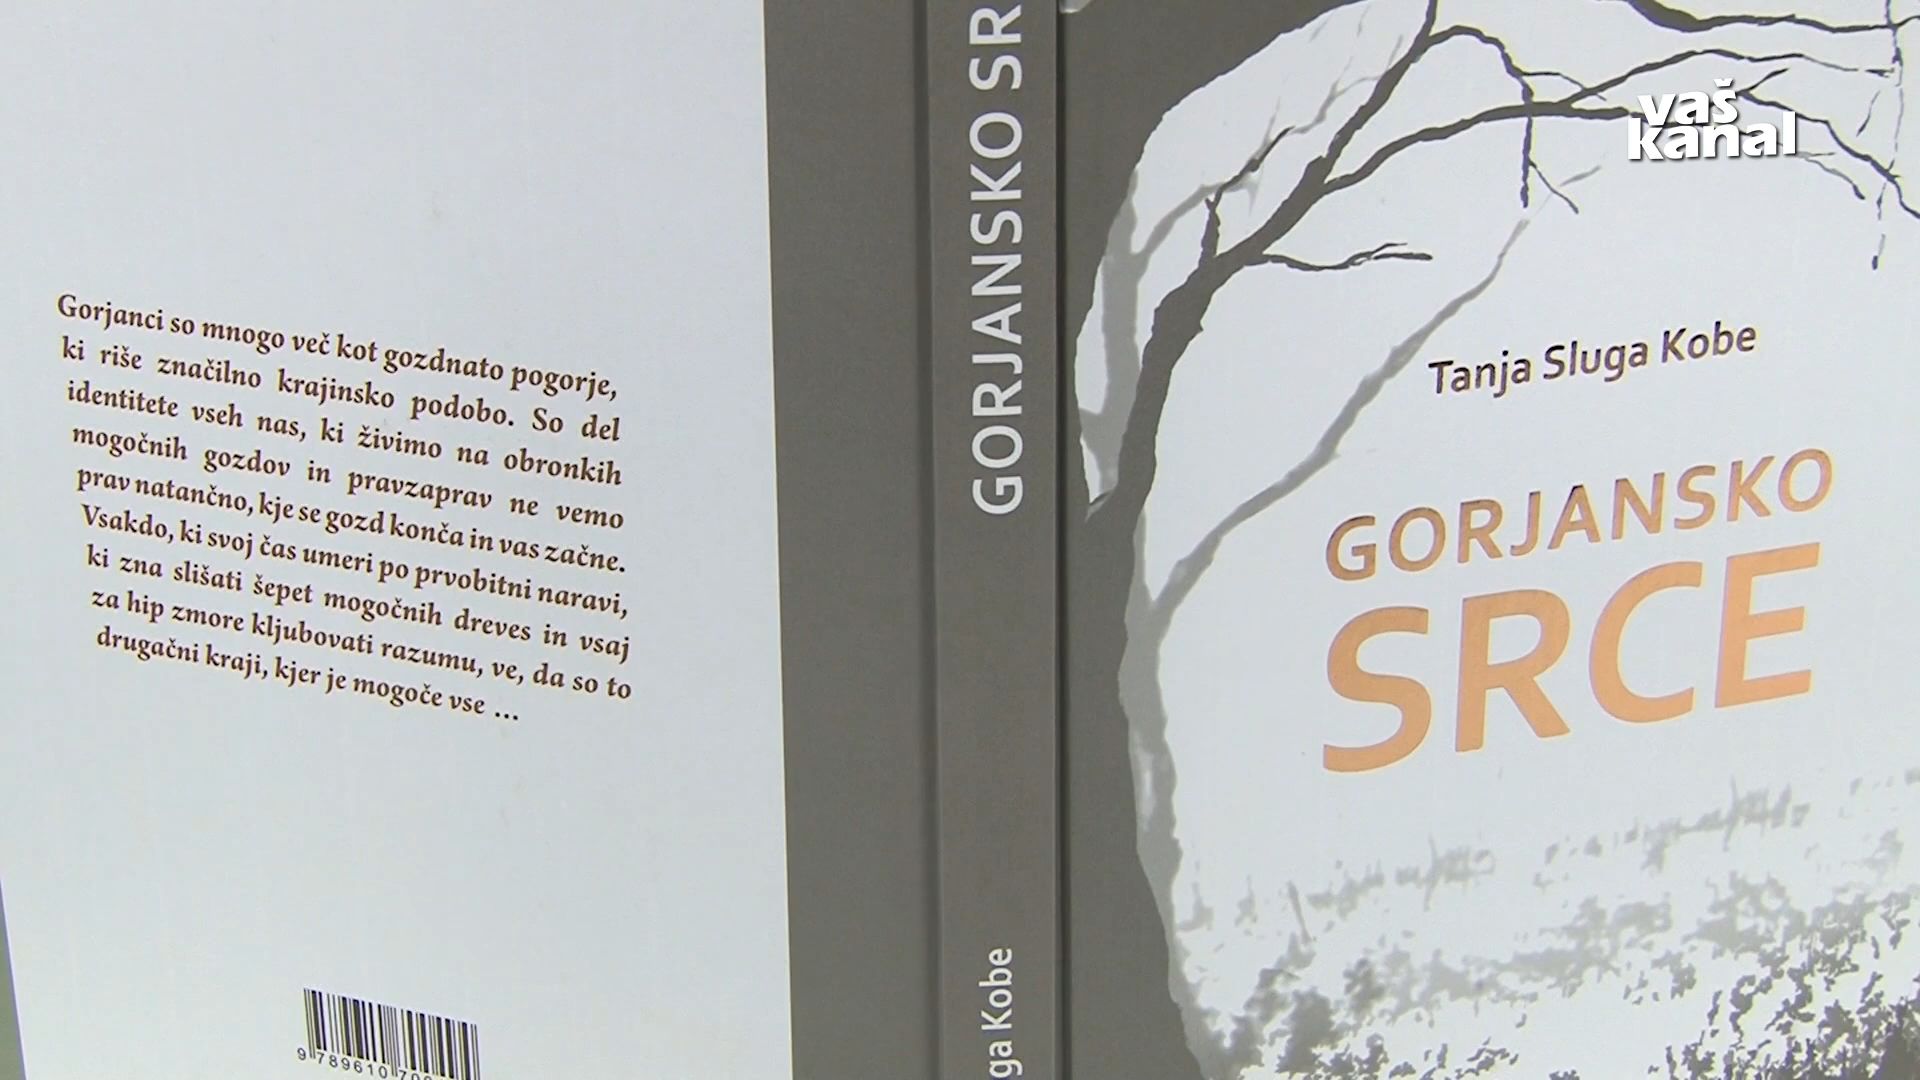 Gorjanci so mnogo več kot gozdnato pogorje,
ki riše značilno krajinsko podobo. So del
identitete vseh nas, ki živimo na obronkih
mogočnih gozdov in pravzaprav ne vemo
prav natančno, kje se gozd konča in vas začne.
Vsakdo, ki svoj čas umeri po prvobitni naravi,
ki zna slišati šepet mogočnih dreves in vsaj
za hip zmore kljubovati razumu, ve, da so to
drugačni kraji, kjer je mogoče vse ...
9 789610
GORJANSKO SR
ga Kobe
vaš
kanal
Tanja Sluga Kobe
GORJANSKO
SRCE